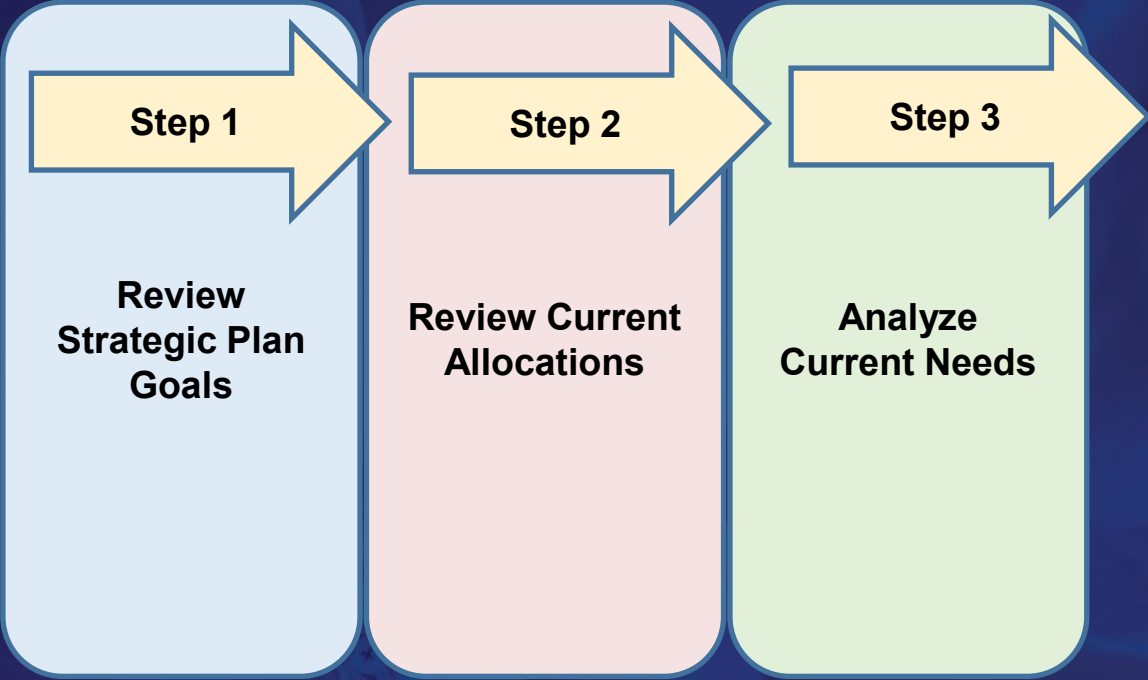 Step 1
Step 2
Step 3
Review
Strategic Plan
Goals
Review Current
Allocations
Analyze
Current Needs